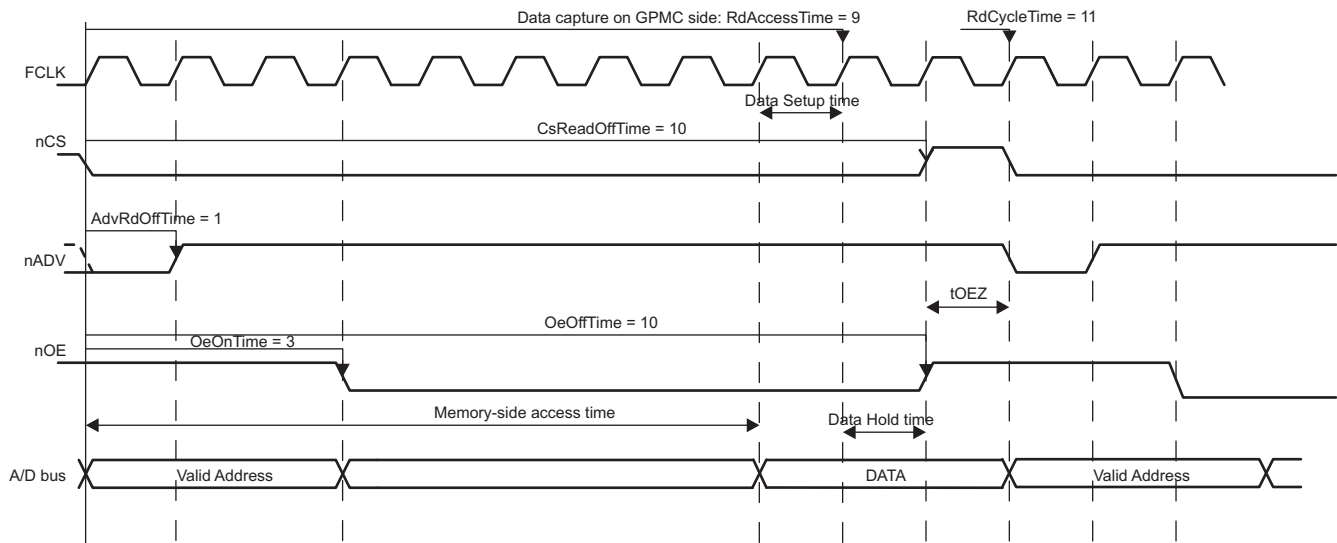 Data capture on GPMC side: RdAccessTime = 9
RdCycleTime = 11
FCLK
Data Setup time
CsReadOffTime = 10
nCS
AdvRdOffTime = 1
nADV
tOEZ
OeOffTime = 10
OeOnTime = 3
nOE
Memory-side access time
Data Hold time
A/D bus
Valid Address
DATA
Valid Address